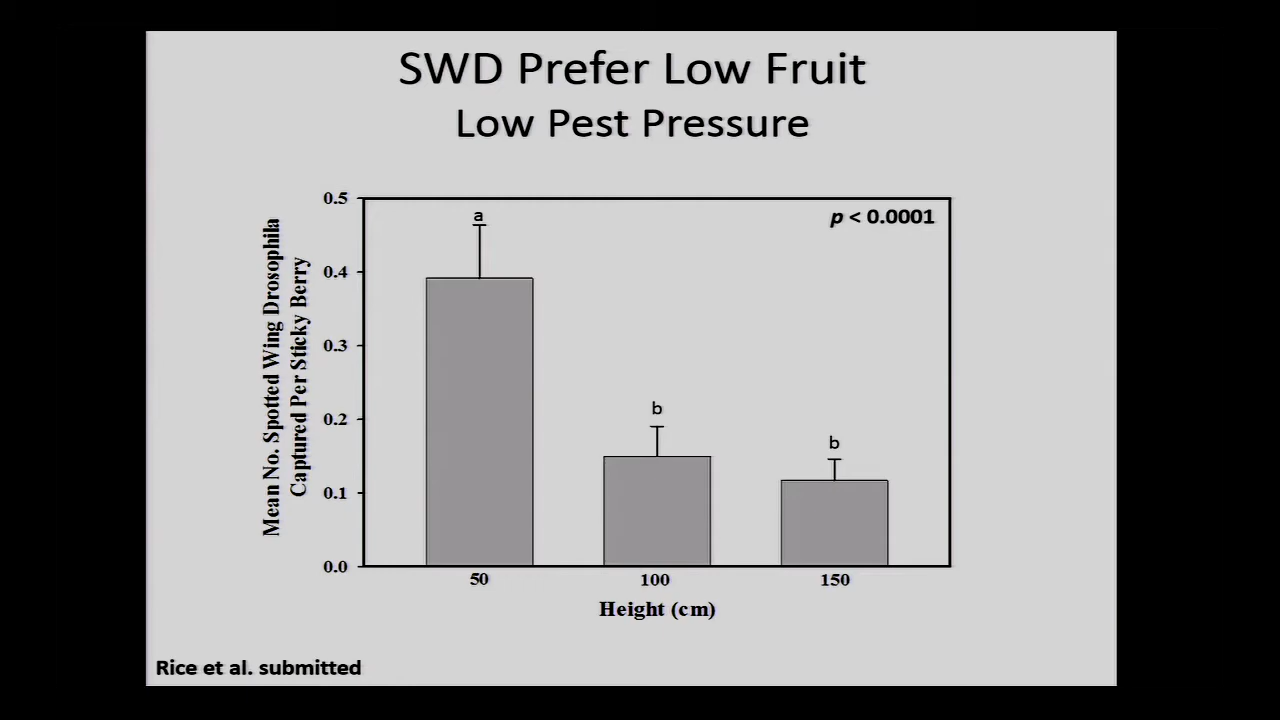 SWD Prefer Low Fruit
Low Pest Pressure
Mean No. Spotted Wing Drosophila
Captured Per Sticky Berry
0.5
0.4
0.3
0.2
0.1
0.0
a
b
b
p < 0.0001
50
100
150
Height (cm)
Rice et al. submitted